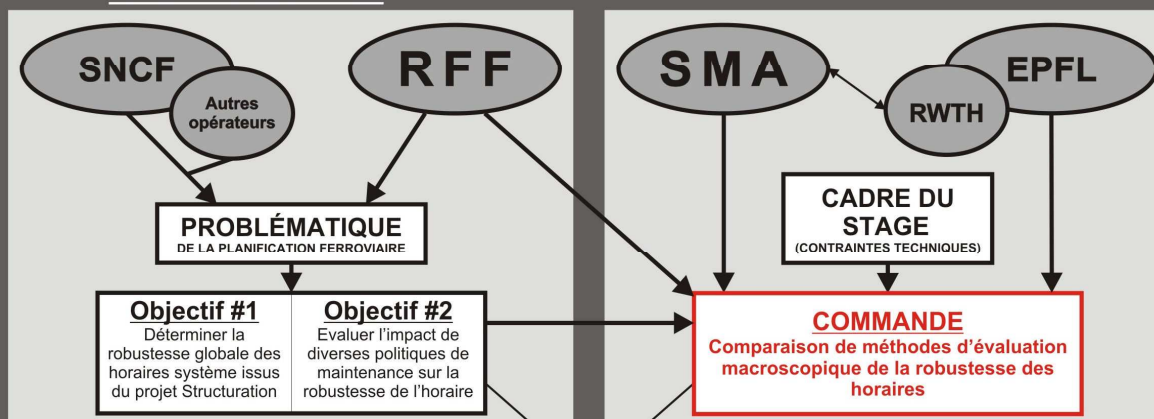 SNCF
Autres
opérateurs
RFF
SMA
RWTH
EPFL
PROBLÉMATIQUE
DE LA PLANIFICATION FERROVIAIRE
CADRE DU
STAGE
(CONTRAINTES TECHNIQUES)
Objectif #1
Déterminer la
robustesse globale des
horaires système issus
du projet Structuration
Objectif #2
Evaluer l'impact de
diverses politiques de
maintenance sur la
robustesse de l'horaire
COMMANDE
Comparaison de méthodes d'évaluation
macroscopique de la robustesse des
horaires